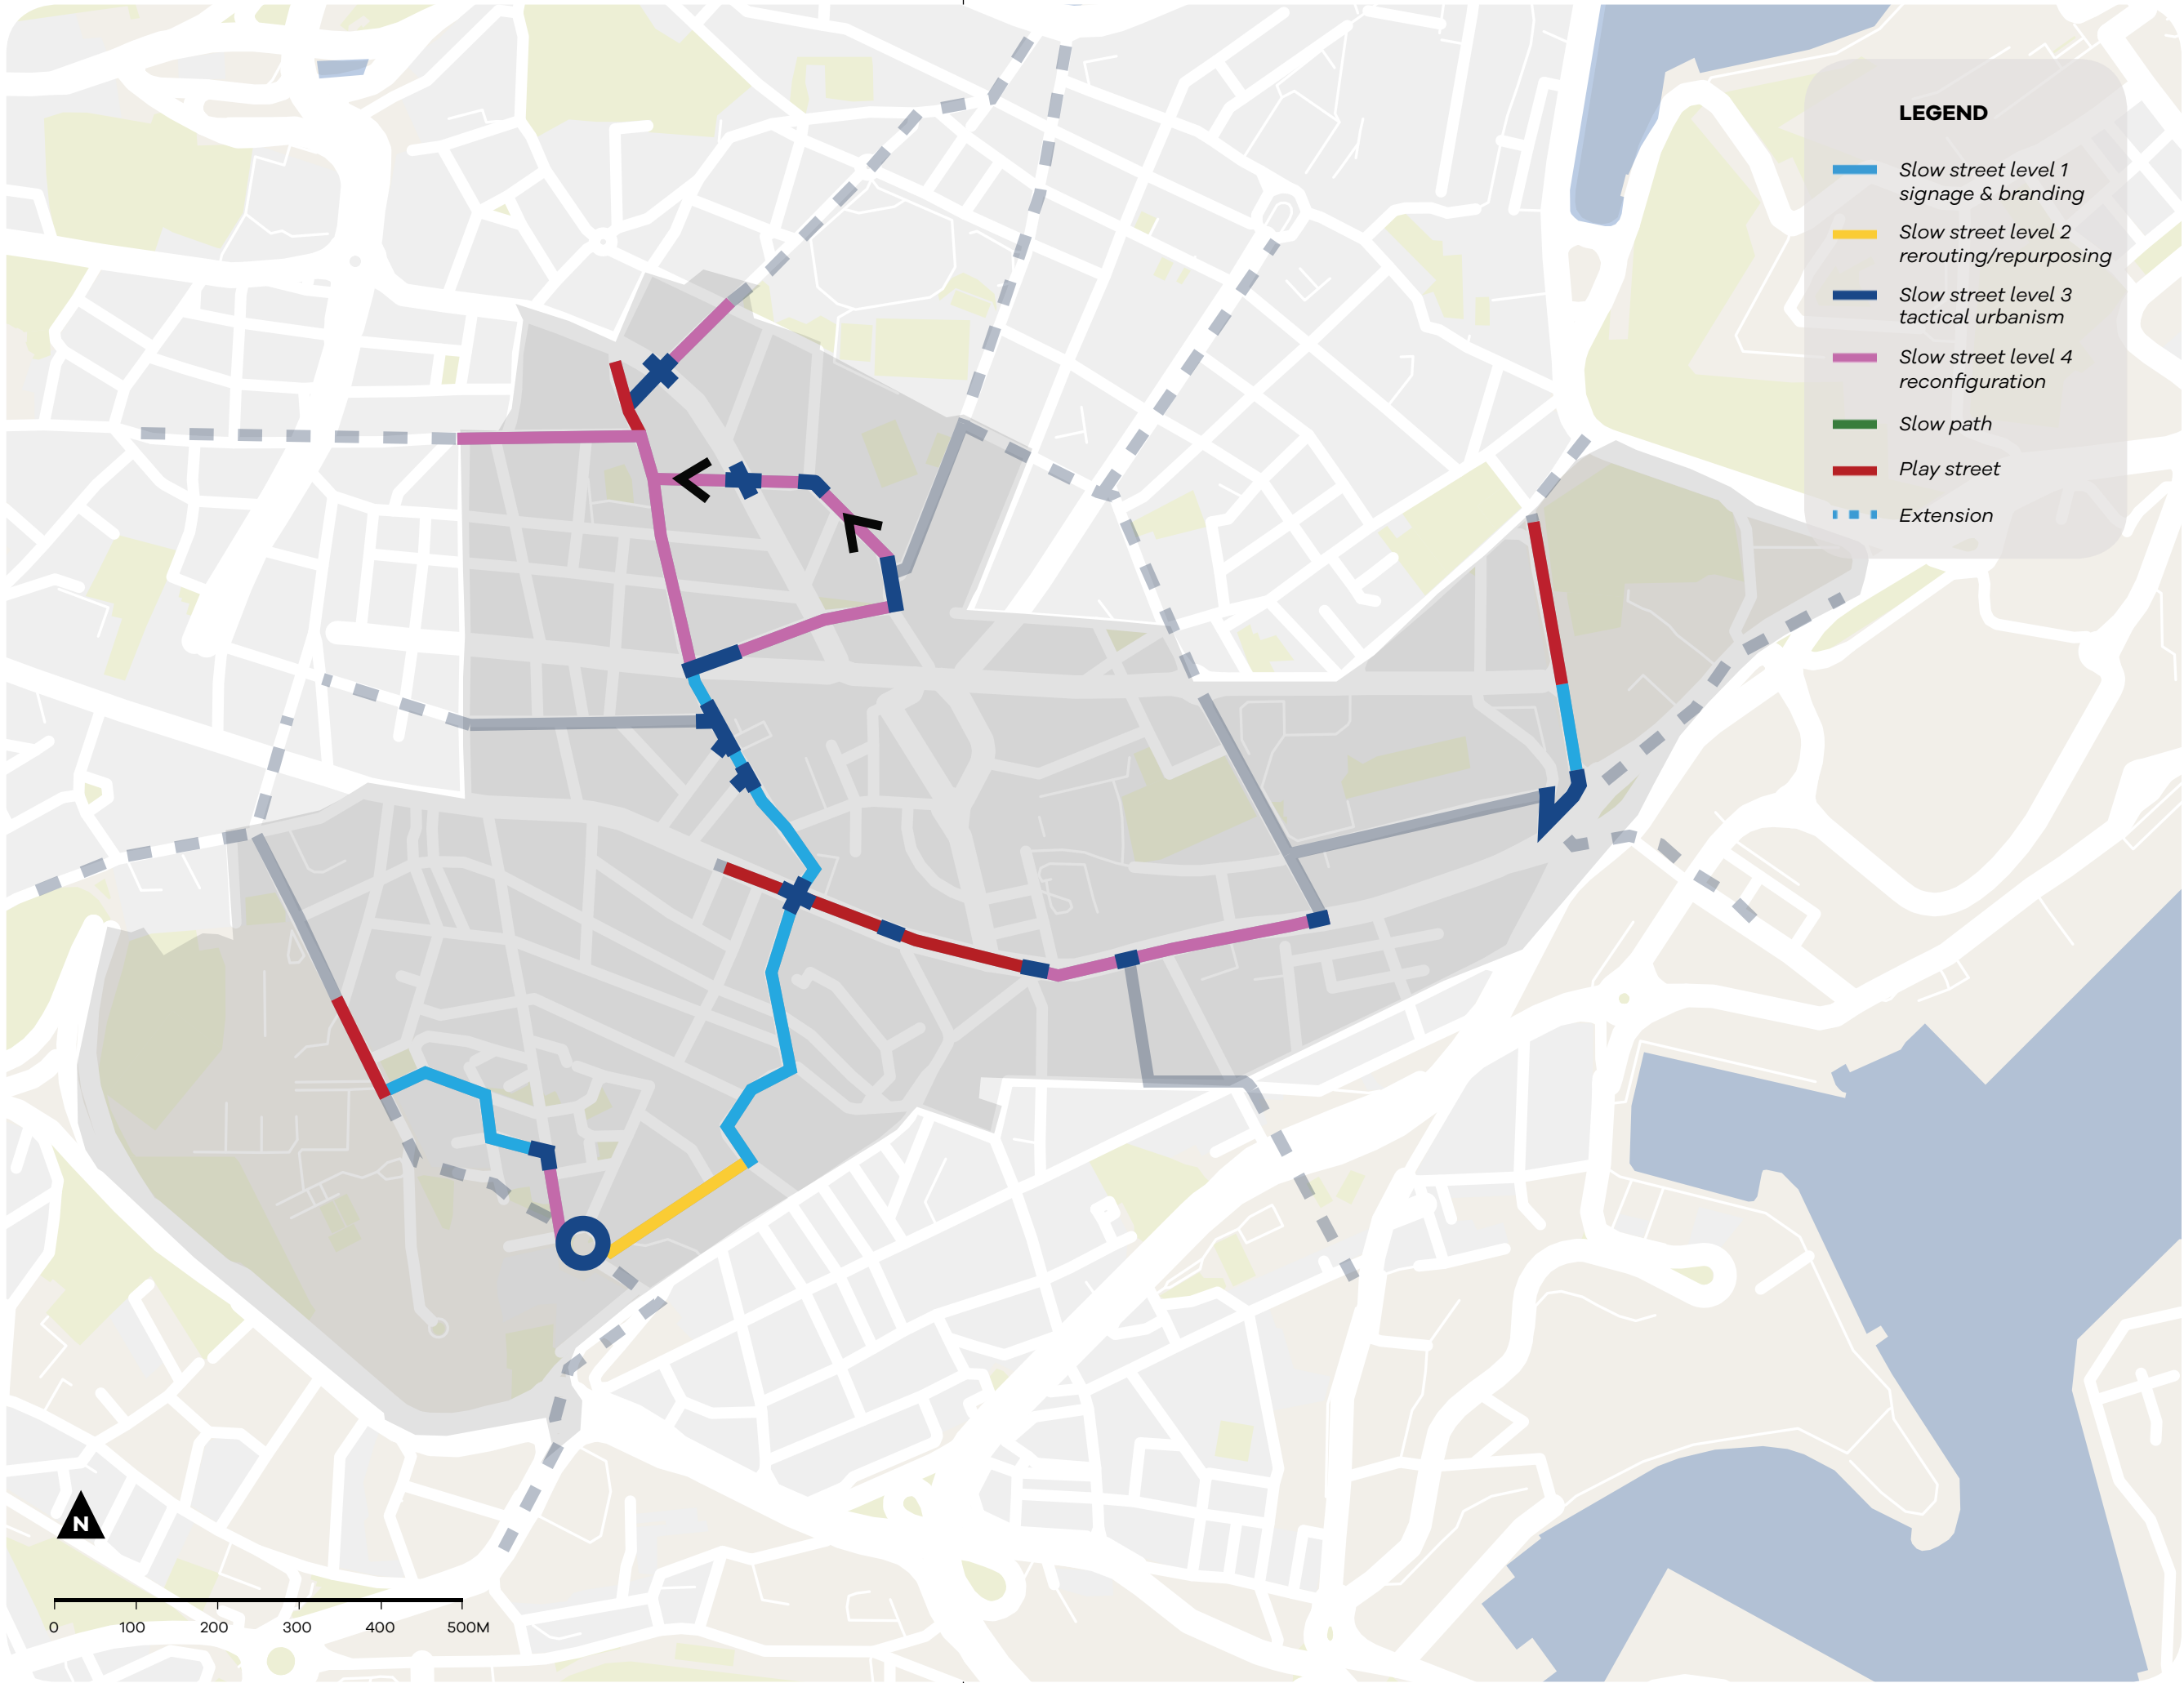 LEGEND
Slow street level 1
signage & branding
Slow street level 2
rerouting/repurposing
Slow street level 3
tactical urbanism
Slow street level 4
reconfiguration
Slow path
Play street
Extension
N
0 100 200 300 400 500M